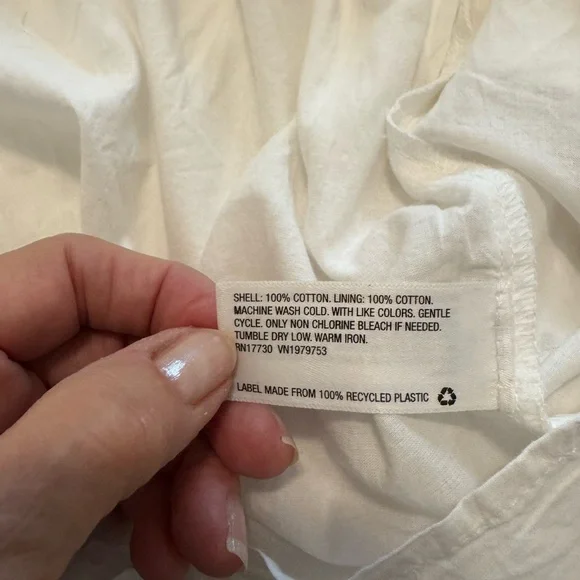 SHELL: 100% COTTON. LINING: 100% COTTON.
MACHINE WASH COLD. WITH LIKE COLORS. GENTLE
CYCLE. ONLY NON CHLORINE BLEACH IF NEEDED.
TUMBLE DRY LOW. WARM IRON.
RN17730 VN1979753
LABEL MADE FROM 100% RECYCLED PLASTIC